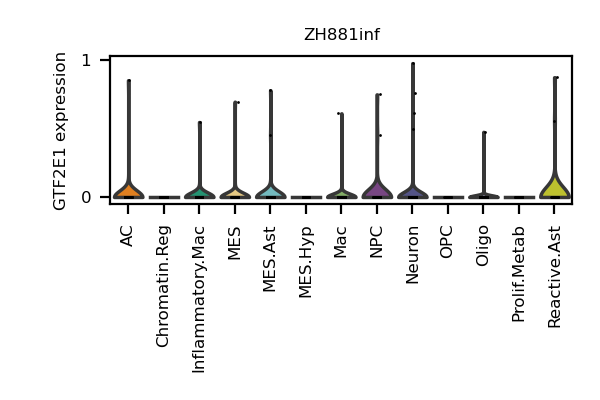 ZH881inf
GTF2E1 expression
1
0
AC
Chromatin.Reg
Inflammatory.Mac
MES
MES.Ast
MES.Hyp
Mac
NPC
Neuron
OPC
Oligo
Prolif.Metab
Reactive.Ast